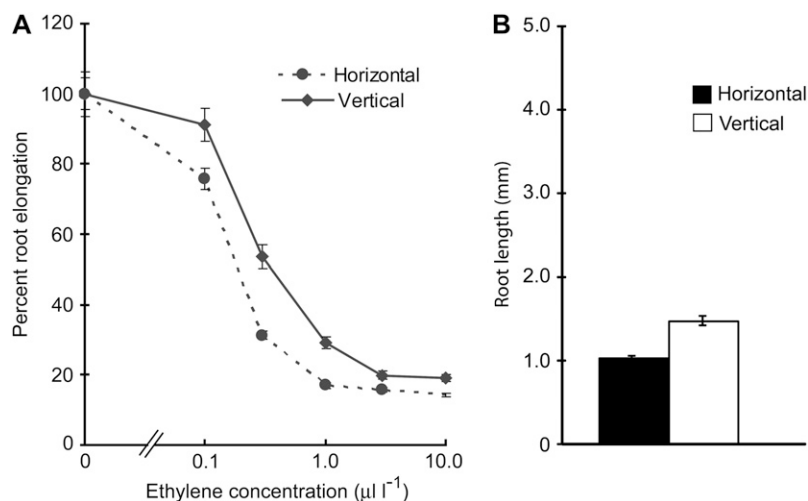 A
120
100
80
60
40
20
0
Percent root elongation
Horizontal
Vertical
0
0.1
1.0
10.0
Ethylene concentration (µl l⁻¹)
B
5.0
4.0
3.0
2.0
1.0
0
Root length (mm)
Horizontal
Vertical